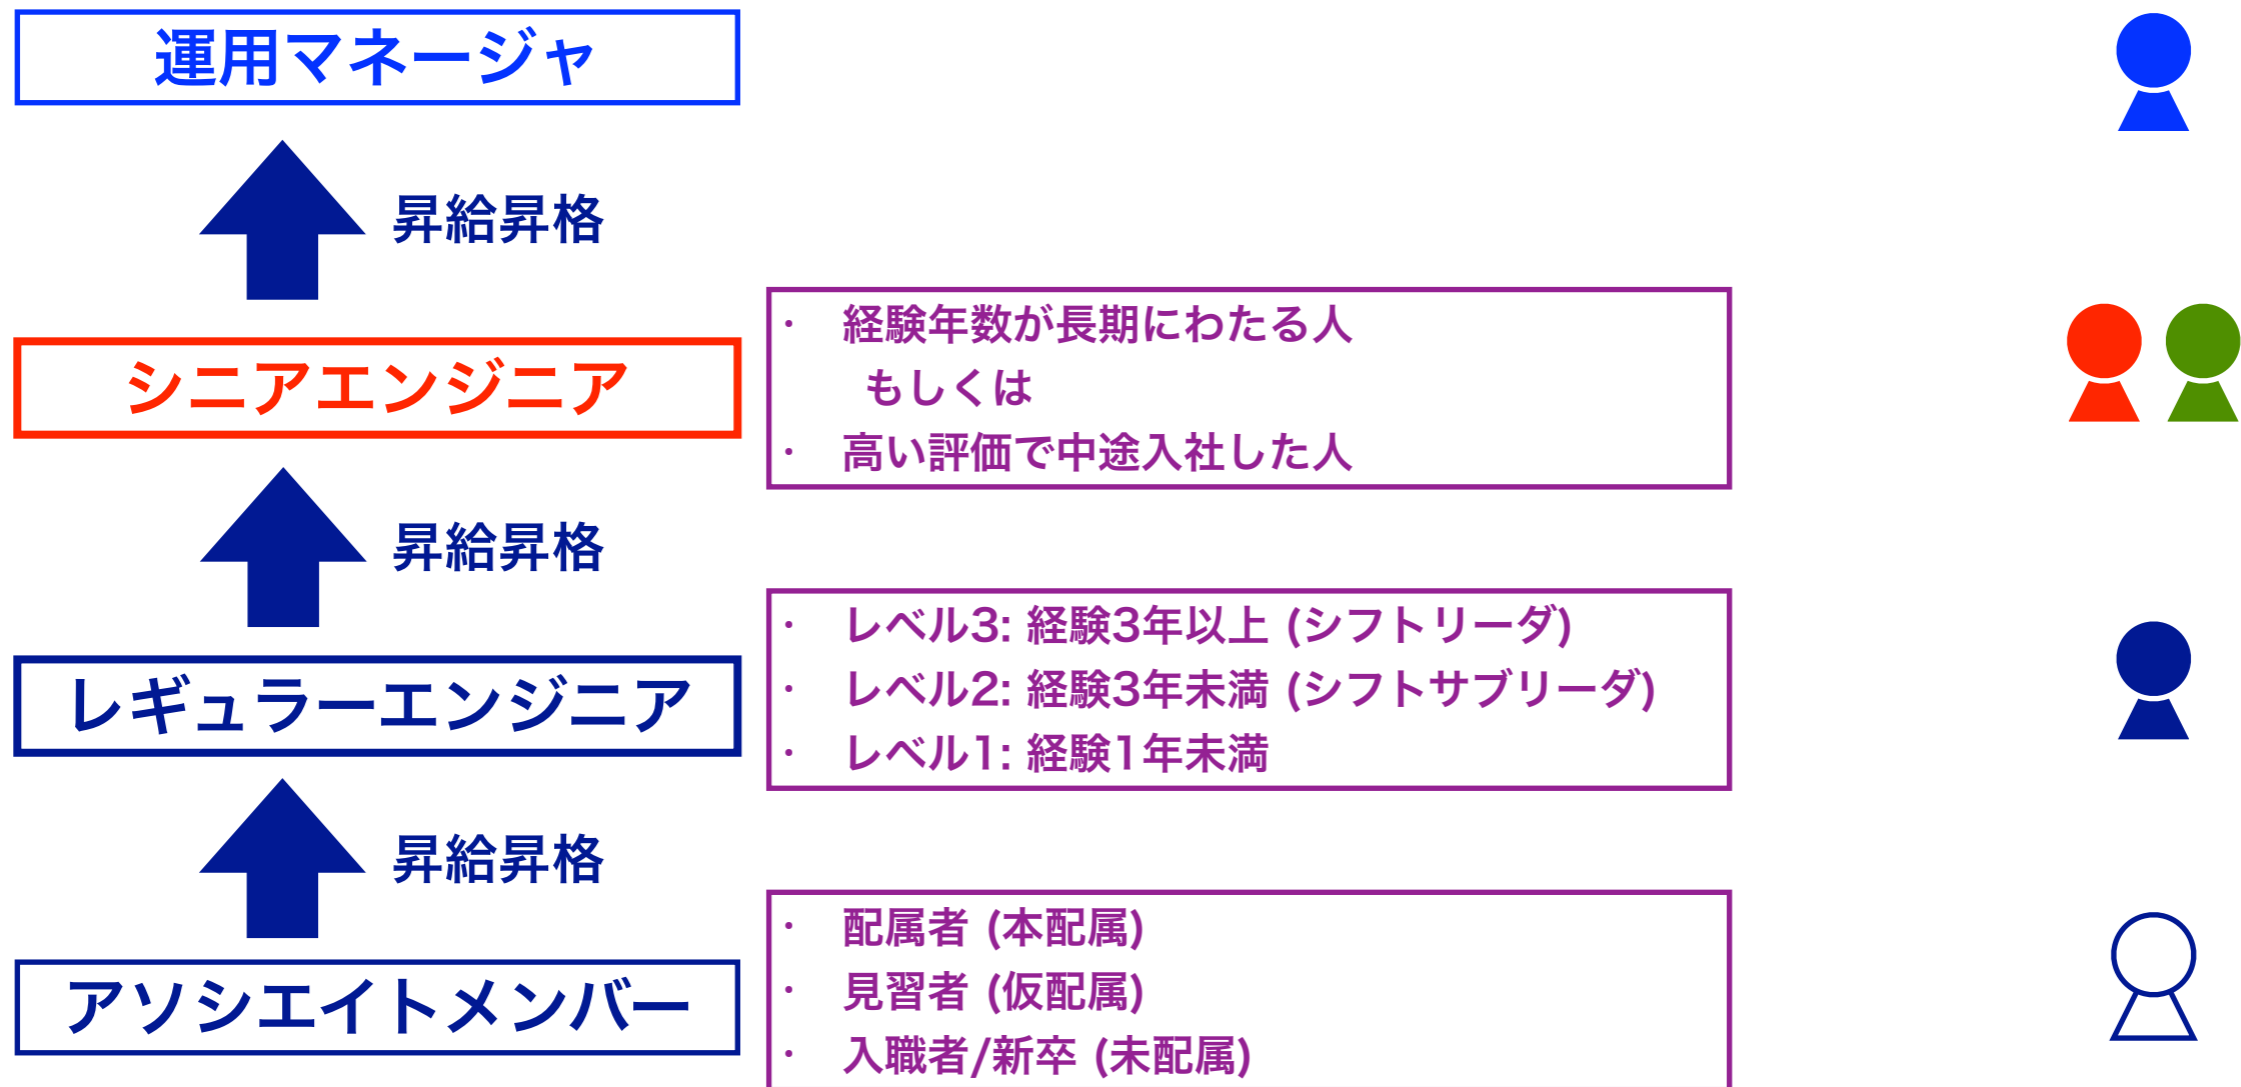 運用マネージャ
昇給昇格
シニアエンジニア
・ 経験年数が長期にわたる人
もしくは
・ 高い評価で中途入社した人
昇給昇格
レギュラーエンジニア
・ レベル3: 経験3年以上 (シフトリーダ)
・ レベル2: 経験3年未満 (シフトサブリーダ)
・ レベル1: 経験1年未満
昇給昇格
アソシエイトメンバー
・ 配属者 (本配属)
・ 見習者 (仮配属)
・ 入職者/新卒 (未配属)